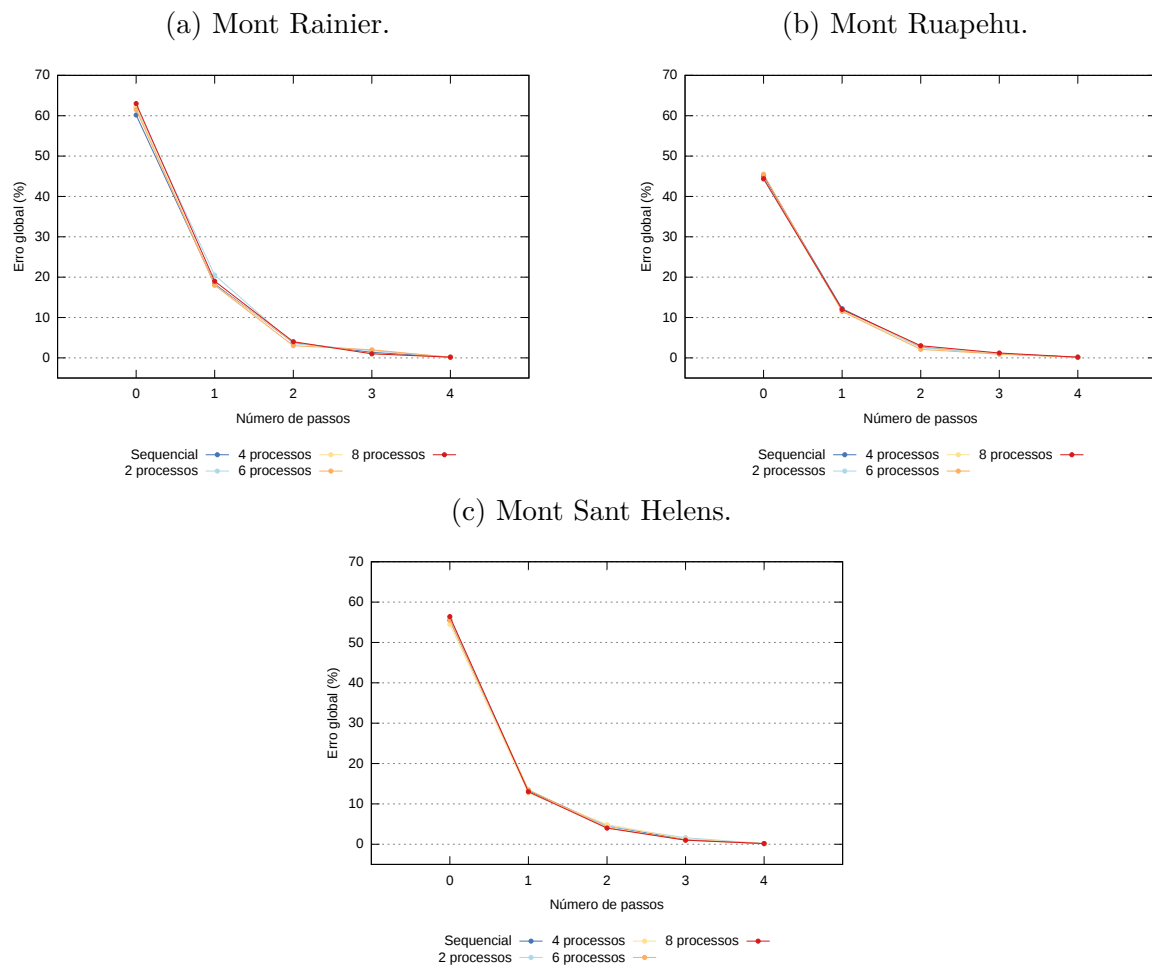 (a) Mont Rainier.
70
60
50
40
30
20
10
0
Erro global (%)
0 1 2 3 4
Número de passos
Sequencial 4 processos 8 processos
2 processos 6 processos
(b) Mont Ruapehu.
70
60
50
40
30
20
10
0
Erro global (%)
0 1 2 3 4
Número de passos
Sequencial 4 processos 8 processos
2 processos 6 processos
(c) Mont Sant Helens.
70
60
50
40
30
20
10
0
Erro global (%)
0 1 2 3 4
Número de passos
Sequencial 4 processos 8 processos
2 processos 6 processos